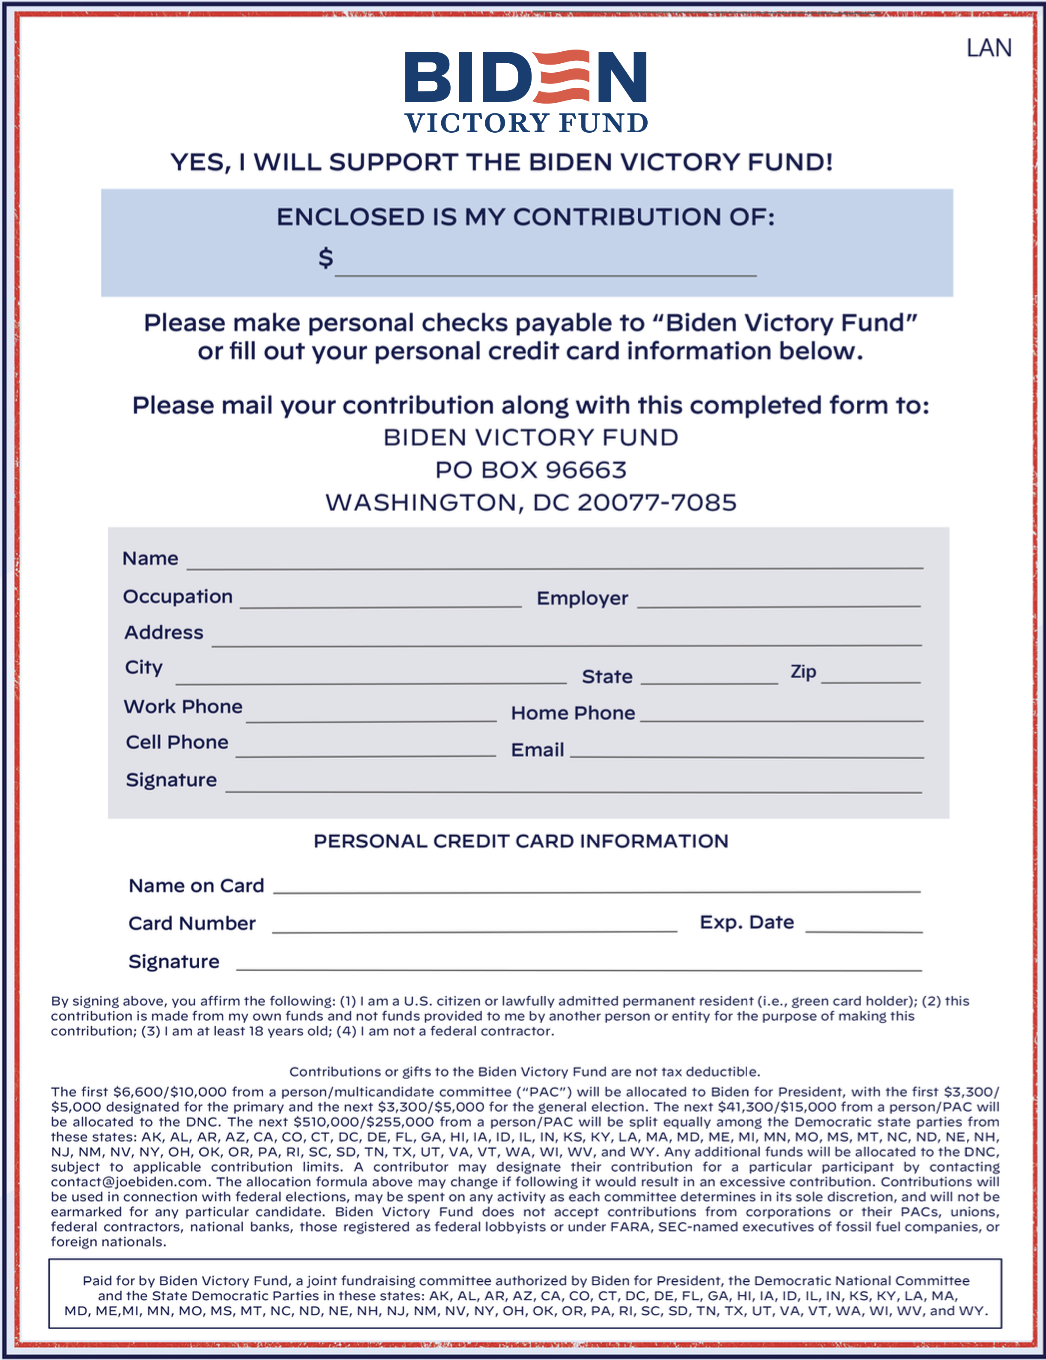 LAN
BIDEN
VICTORY FUND
YES, I WILL SUPPORT THE BIDEN VICTORY FUND!
ENCLOSED IS MY CONTRIBUTION OF:
$
Please make personal checks payable to “Biden Victory Fund”
or fill out your personal credit card information below.
Please mail your contribution along with this completed form to:
BIDEN VICTORY FUND
PO BOX 96663
WASHINGTON, DC 20077-7085
Name
Occupation Employer
Address
City State Zip
Work Phone Home Phone
Cell Phone Email
Signature
PERSONAL CREDIT CARD INFORMATION
Name on Card
Card Number Exp. Date
Signature
By signing above, you affirm the following: (1) I am a U.S. citizen or lawfully admitted permanent resident (i.e., green card holder); (2) this
contribution is made from my own funds and not funds provided to me by another person or entity for the purpose of making this
contribution; (3) I am at least 18 years old; (4) I am not a federal contractor.
Contributions or gifts to the Biden Victory Fund are not tax deductible.
The first $6,600/$10,000 from a person/multicandidate committee (“PAC”) will be allocated to Biden for President, with the first $3,300/
$5,000 designated for the primary and the next $3,300/$5,000 for the general election. The next $41,300/$15,000 from a person/PAC will
be allocated to the DNC. The next $510,000/$255,000 from a person/PAC will be split equally among the Democratic state parties from
these states: AK, AL, AR, AZ, CA, CO, CT, DC, DE, FL, GA, HI, IA, ID, IL, IN, KS, KY, LA, MA, MD, ME, MI, MN, MO, MS, MT, NC, ND, NE, NH,
NJ, NM, NV, NY, OH, OK, OR, PA, RI, SC, SD, TN, TX, UT, VA, VT, WA, WI, WV, and WY. Any additional funds will be allocated to the DNC,
subject to applicable contribution limits. A contributor may designate their contribution for a particular participant by contacting
contact@joebiden.com. The allocation formula above may change if following it would result in an excessive contribution. Contributions will
be used in connection with federal elections, may be spent on any activity as each committee determines in its sole discretion, and will not be
earmarked for any particular candidate. Biden Victory Fund does not accept contributions from corporations or their PACs, unions,
federal contractors, national banks, those registered as federal lobbyists or under FARA, SEC-named executives of fossil fuel companies, or
foreign nationals.
Paid for by Biden Victory Fund, a joint fundraising committee authorized by Biden for President, the Democratic National Committee
and the State Democratic Parties in these states: AK, AL, AR, AZ, CA, CO, CT, DC, DE, FL, GA, HI, IA, ID, IL, IN, KS, KY, LA, MA,
MD, ME,MI, MN, MO, MS, MT, NC, ND, NE, NH, NJ, NM, NV, NY, OH, OK, OR, PA, RI, SC, SD, TN, TX, UT, VA, VT, WA, WI, WV, and WY.